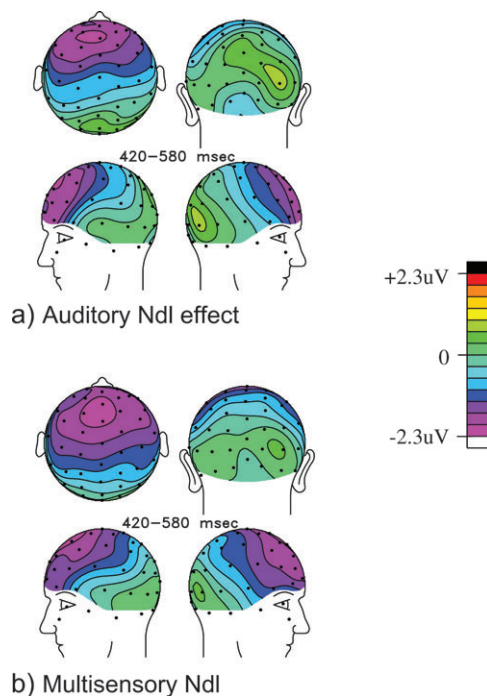 420–580 msec
a) Auditory Ndl effect
+2.3uV
0
-2.3uV
420–580 msec
b) Multisensory Ndl